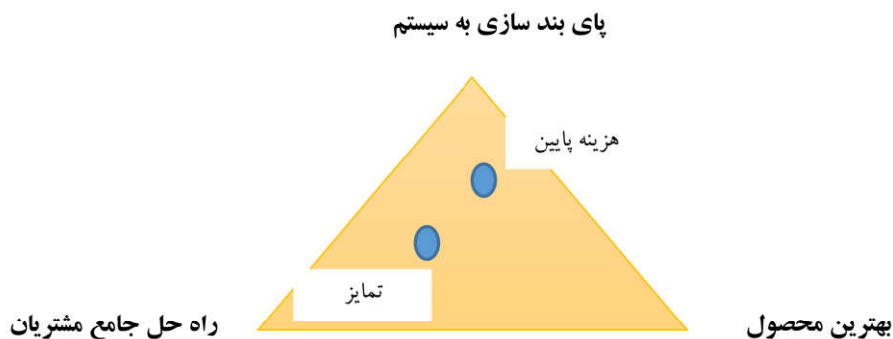 پای بند سازی به سیستم
هزینه پایین
تمایز
بهترین محصول
راه حل جامع مشتریان